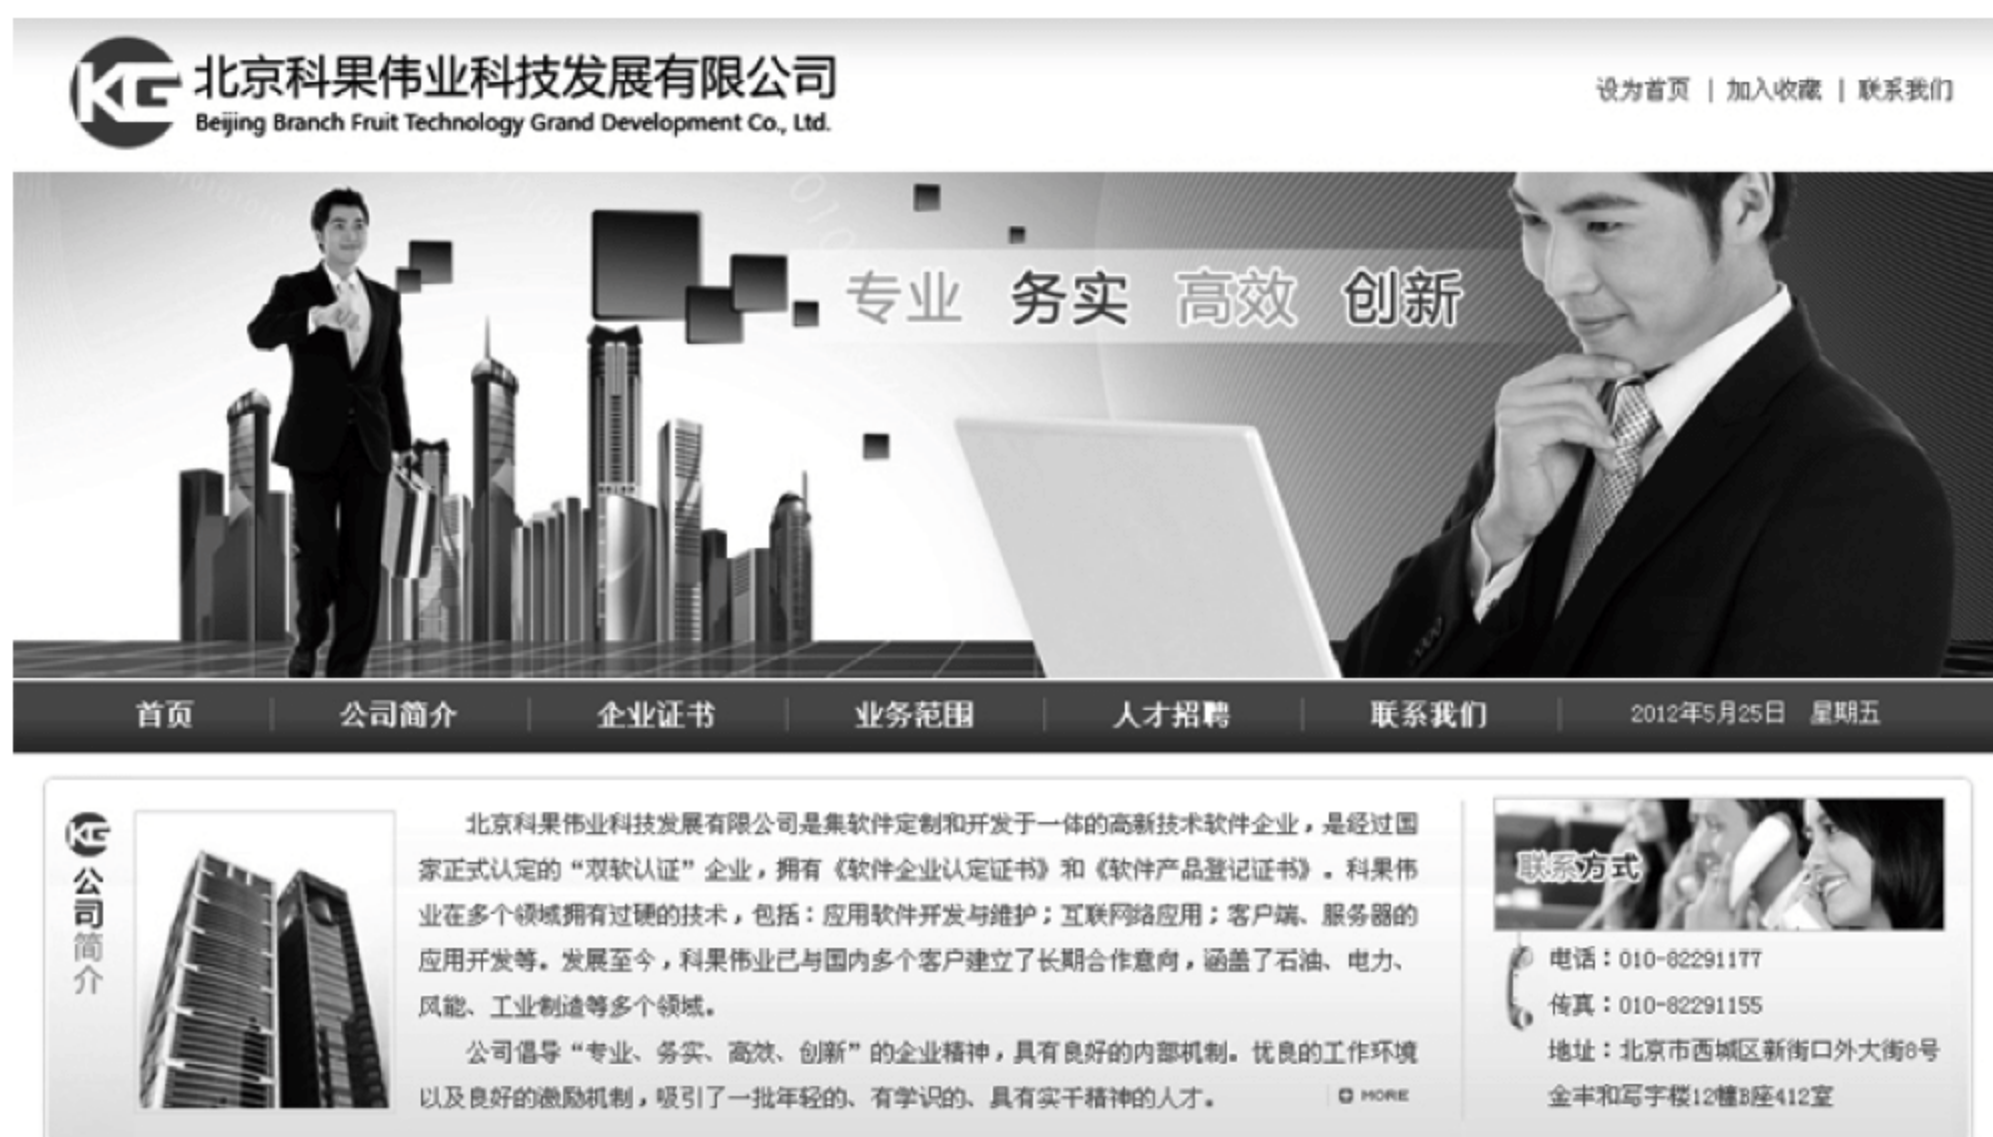 KG 北京科果伟业科技发展有限公司
Beijing Branch Fruit Technology Grand Development Co., Ltd.
设为首页 | 加入收藏 | 联系我们
专业 务实 高效 创新
首页 公司简介 企业证书 业务范围 人才招聘 联系我们 2012年5月25日 星期五
KG
公司简介
北京科果伟业科技发展有限公司是集软件定制和开发于一体的高新技术软件企业，是经过国
家正式认定的“双软认证”企业，拥有《软件企业认定证书》和《软件产品登记证书》。科果伟
业在多个领域拥有过硬的技术，包括：应用软件开发与维护；互联网络应用；客户端、服务器的
应用开发等。发展至今，科果伟业已与国内多个客户建立了长期合作意向，涵盖了石油、电力、
风能、工业制造等多个领域。
公司倡导“专业、务实、高效、创新”的企业精神，具有良好的内部机制。优良的工作环境
以及良好的激励机制，吸引了一批年轻的、有学识的、具有实干精神的人才。
MORE
联系方式
电话：010-82291177
传真：010-82291155
地址：北京市西城区新街口外大街8号
金丰和写字楼12幢B座412室